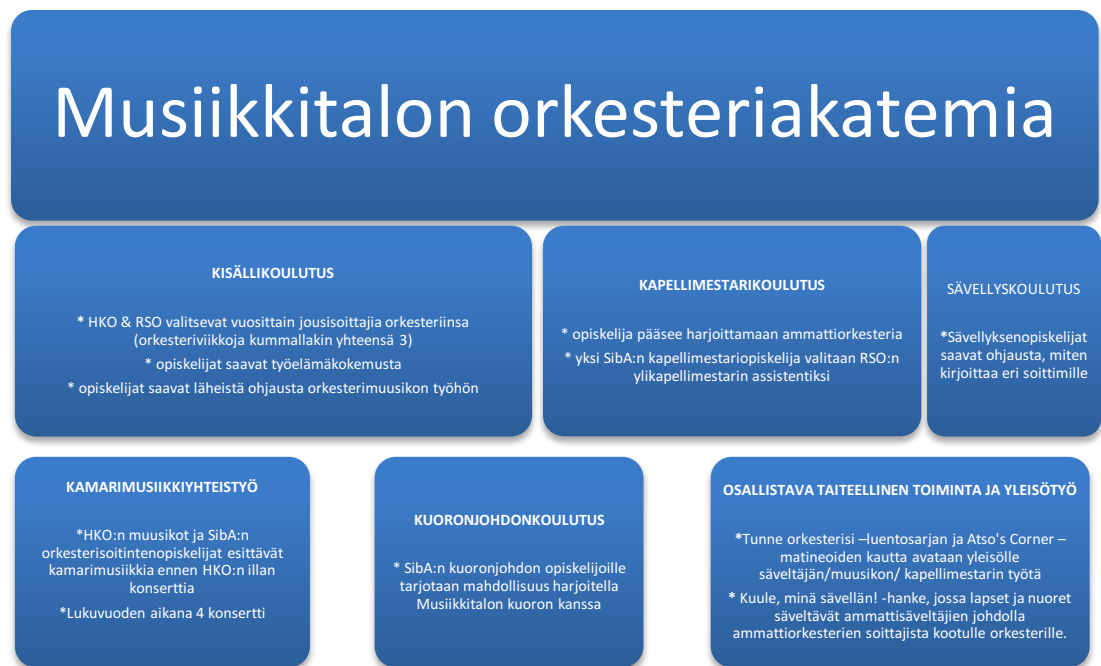 Musiikkitalon orkesteriakatemia
KISÄLLIKOULUTUS
* HKO & RSO valitsevat vuosittain jousisoittajia orkesteriinsa
(orkesteriviikkoja kummallakin yhteensä 3)
* opiskelijat saavat työelämäkokemusta
* opiskelijat saavat läheistä ohjausta orkesterimuusikon työhön
KAPELLIMESTARIKOULUTUS
* opiskelija pääsee harjoittamaan ammattiorkesteria
* yksi SibA:n kapellimestariopiskelija valitaan RSO:n
ylikapellimestarin assistentiksi
SÄVELLYSKOULUTUS
*Sävellyksenopiskelijat
saavat ohjausta, miten
kirjoittaa eri soittimille
KAMARIMUSIIKKIYHTEISTYÖ
*HKO:n muusikot ja SibA:n
orkesterisoitintenopiskelijat esittävät
kamarimusiikkia ennen HKO:n illan
konserttia
*Lukuvuoden aikana 4 konsertti
KUORONJOHDONKOULUTUS
* SibA:n kuoronjohdon opiskelijoille
tarjotaan mahdollisuus harjoitella
Musiikkitalon kuoron kanssa
OSALLISTAVA TAITEELLINEN TOIMINTA JA YLEISÖTYÖ
*Tunne orkesterisi –luentosarjan ja Atso's Corner –
matineoiden kautta avataan yleisölle
säveltäjän/muusikon/ kapellimestarin työtä
* Kuule, minä sävellän! -hanke, jossa lapset ja nuoret
säveltävät ammattisäveltäjien johdolla
ammattiorkesterien soittajista kootulle orkesterille.